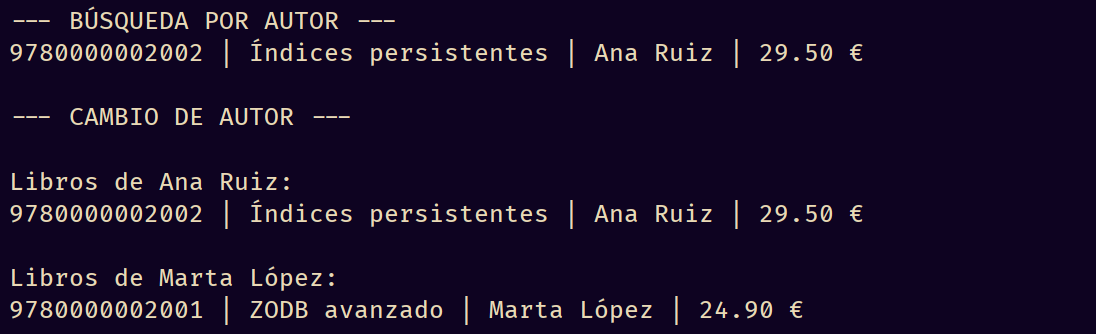 --- BÚSQUEDA POR AUTOR ---
9780000002002 | Índices persistentes | Ana Ruiz | 29.50 €
--- CAMBIO DE AUTOR ---
Libros de Ana Ruiz:
9780000002002 | Índices persistentes | Ana Ruiz | 29.50 €
Libros de Marta López:
9780000002001 | ZODB avanzado | Marta López | 24.90 €